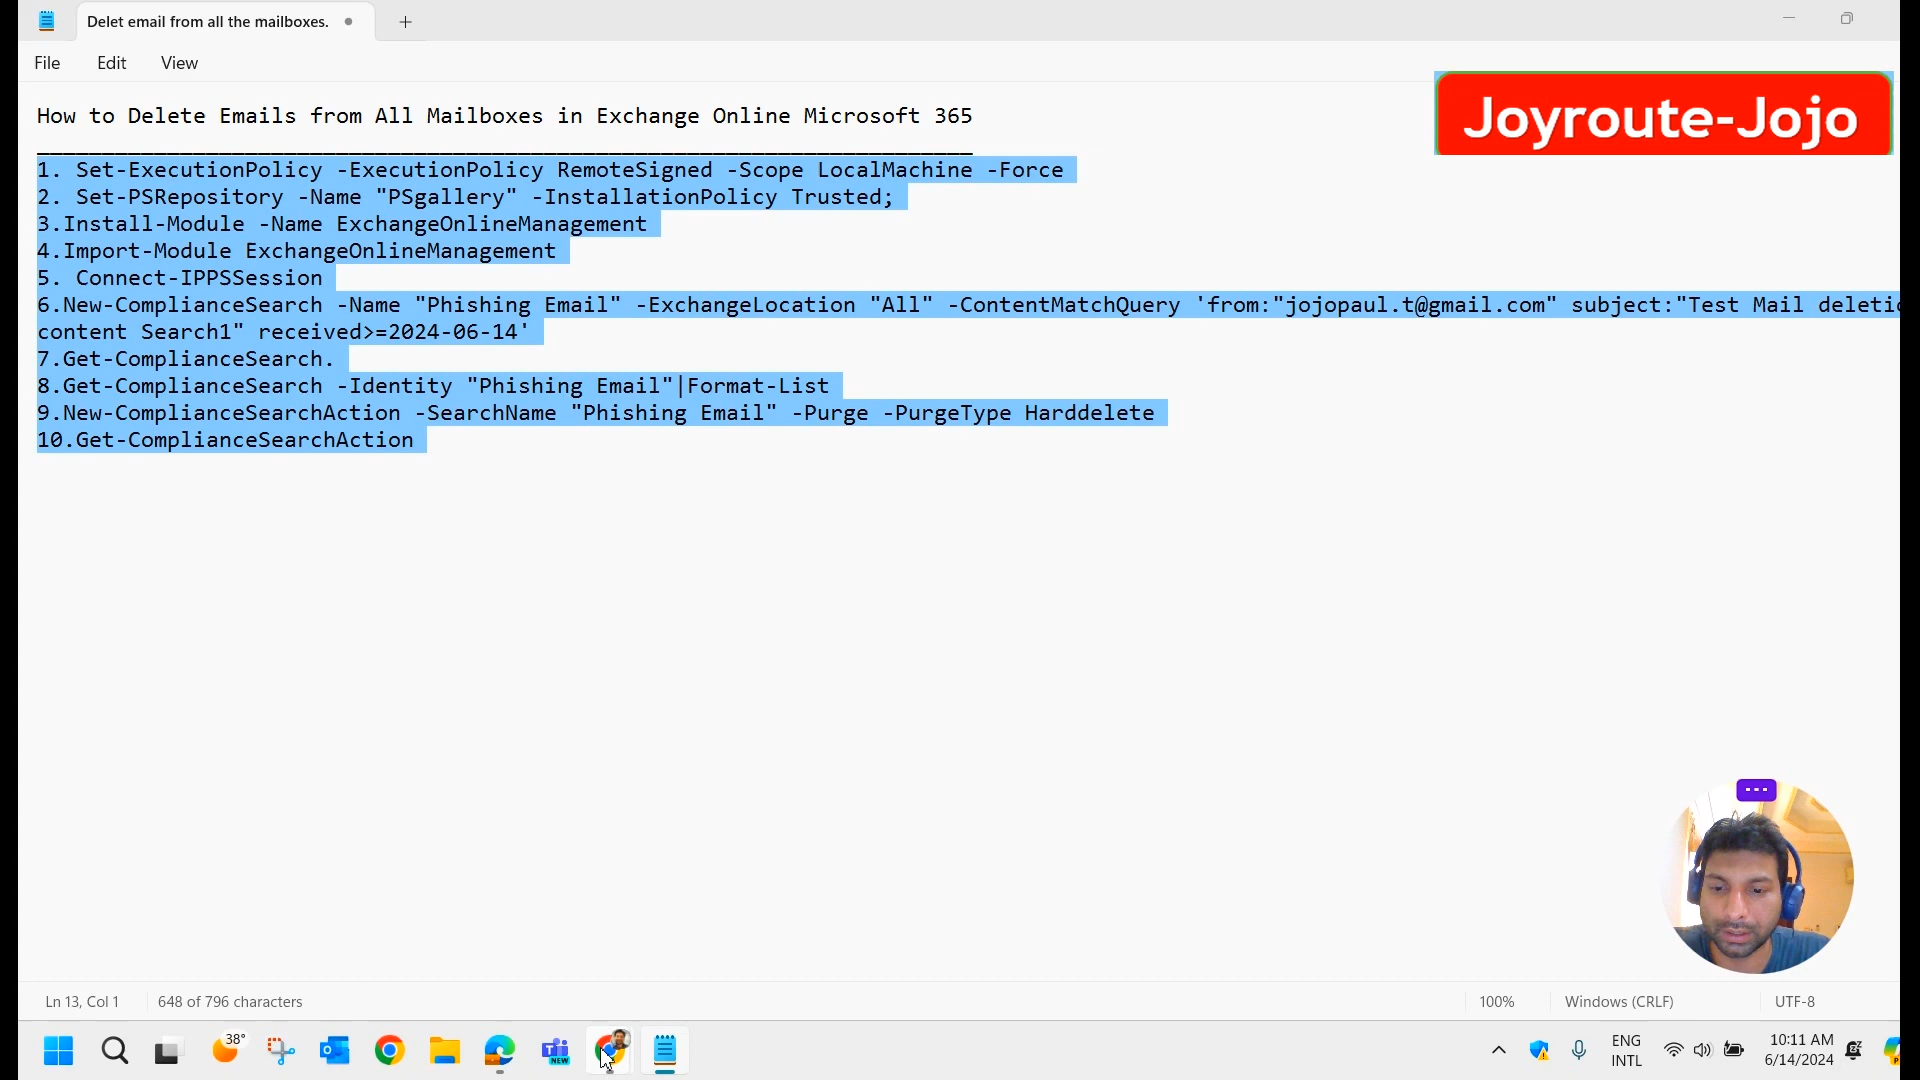 Delet email from all the mailboxes.
File Edit View
Joyroute-Jojo
How to Delete Emails from All Mailboxes in Exchange Online Microsoft 365
1. Set-ExecutionPolicy -ExecutionPolicy RemoteSigned -Scope LocalMachine -Force
2. Set-PSRepository -Name "PSgallery" -InstallationPolicy Trusted;
3.Install-Module -Name ExchangeOnlineManagement
4.Import-Module ExchangeOnlineManagement
5. Connect-IPPSSession
6.New-ComplianceSearch -Name "Phishing Email" -ExchangeLocation "All" -ContentMatchQuery 'from:"jojopaul.t@gmail.com" subject:"Test Mail
content Search1" received>=2024-06-14'
7.Get-ComplianceSearch.
8.Get-ComplianceSearch -Identity "Phishing Email"|Format-List
9.New-ComplianceSearchAction -SearchName "Phishing Email" -Purge -PurgeType Harddelete
10.Get-ComplianceSearchAction
Ln 13, Col 1 648 of 796 characters 100% Windows (CRLF) UTF-8
38°
NEW
ENG
INTL
10:11 AM
6/14/2024